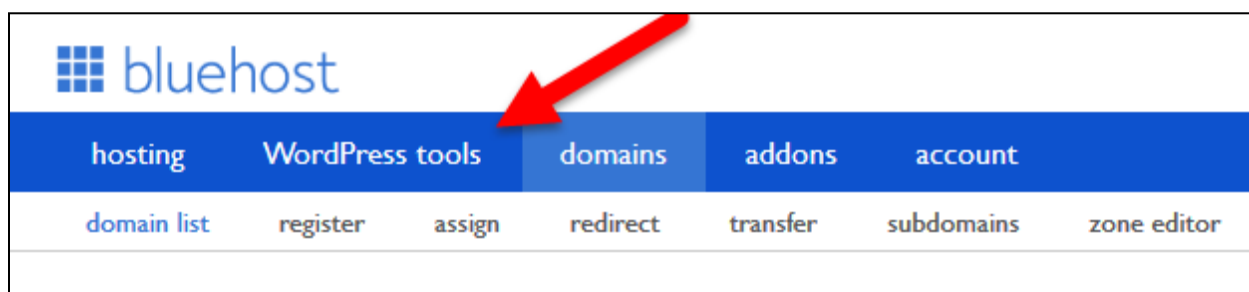 bluehost
hosting WordPress tools domains addons account
domain list register assign redirect transfer subdomains zone editor